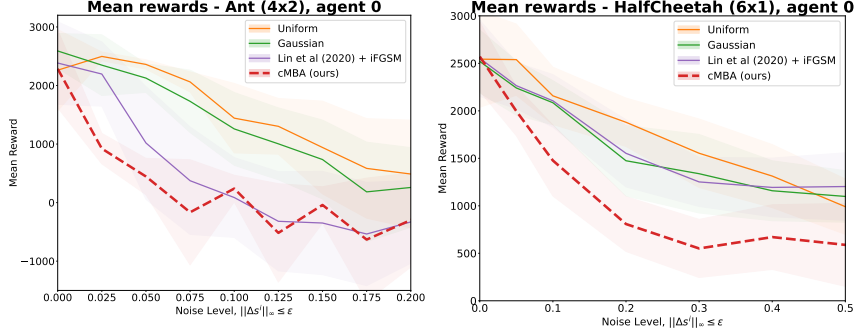 Mean rewards - Ant (4x2), agent 0
3000
2000
1000
0
−1000
Mean Reward
Uniform
Gaussian
Lin et al (2020) + iFGSM
cMBA (ours)
0.000 0.025 0.050 0.075 0.100 0.125 0.150 0.175 0.200
Noise Level, ||Δsⁱ||∞ ≤ ε
Mean rewards - HalfCheetah (6x1), agent 0
3000
2500
2000
1500
1000
500
0
Mean Reward
Uniform
Gaussian
Lin et al (2020) + iFGSM
cMBA (ours)
0.0 0.1 0.2 0.3 0.4 0.5
Noise Level, ||Δsⁱ||∞ ≤ ε